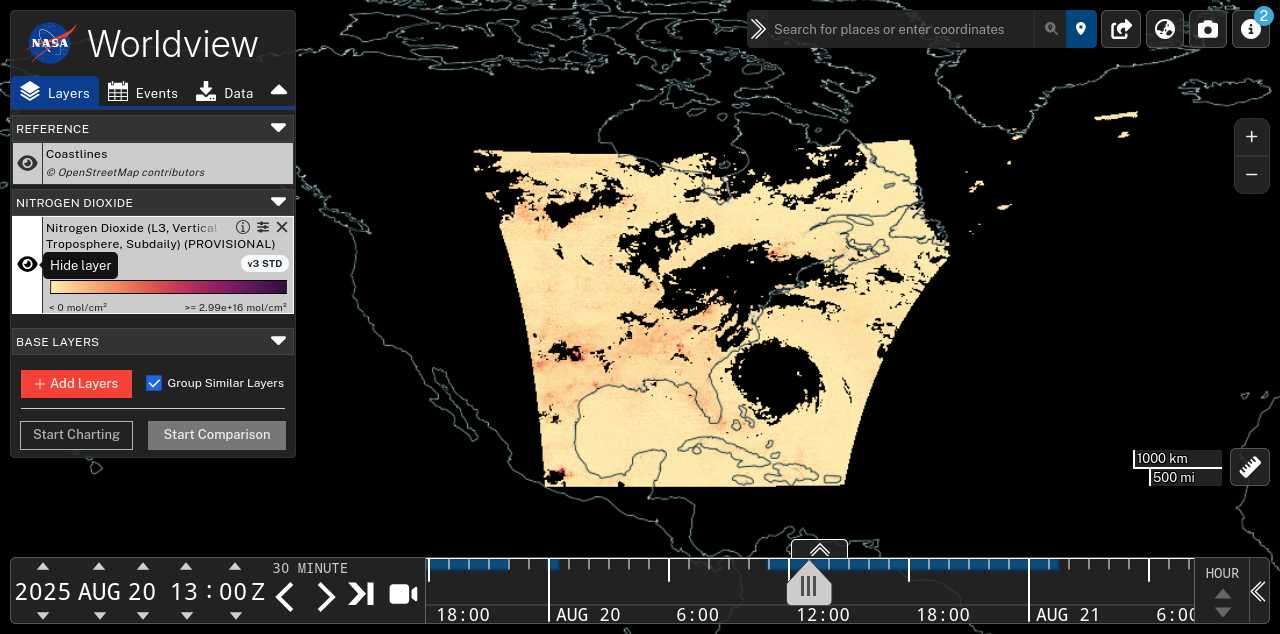 NASA
Worldview
Layers
Events
Data
REFERENCE
Coastlines
© OpenStreetMap contributors
NITROGEN DIOXIDE
Nitrogen Dioxide (L3, Vertical
Troposphere, Subdaily) (PROVISIONAL)
Hide layer
v3 STD
< 0 mol/cm²
>= 2.99e+16 mol/cm²
BASE LAYERS
+ Add Layers
Group Similar Layers
Start Charting
Start Comparison
Search for places or enter coordinates
2
+
−
1000 km
500 mi
2025 AUG 20 13:00 Z
30 MINUTE
18:00
AUG 20
6:00
12:00
18:00
AUG 21
6:00
HOUR